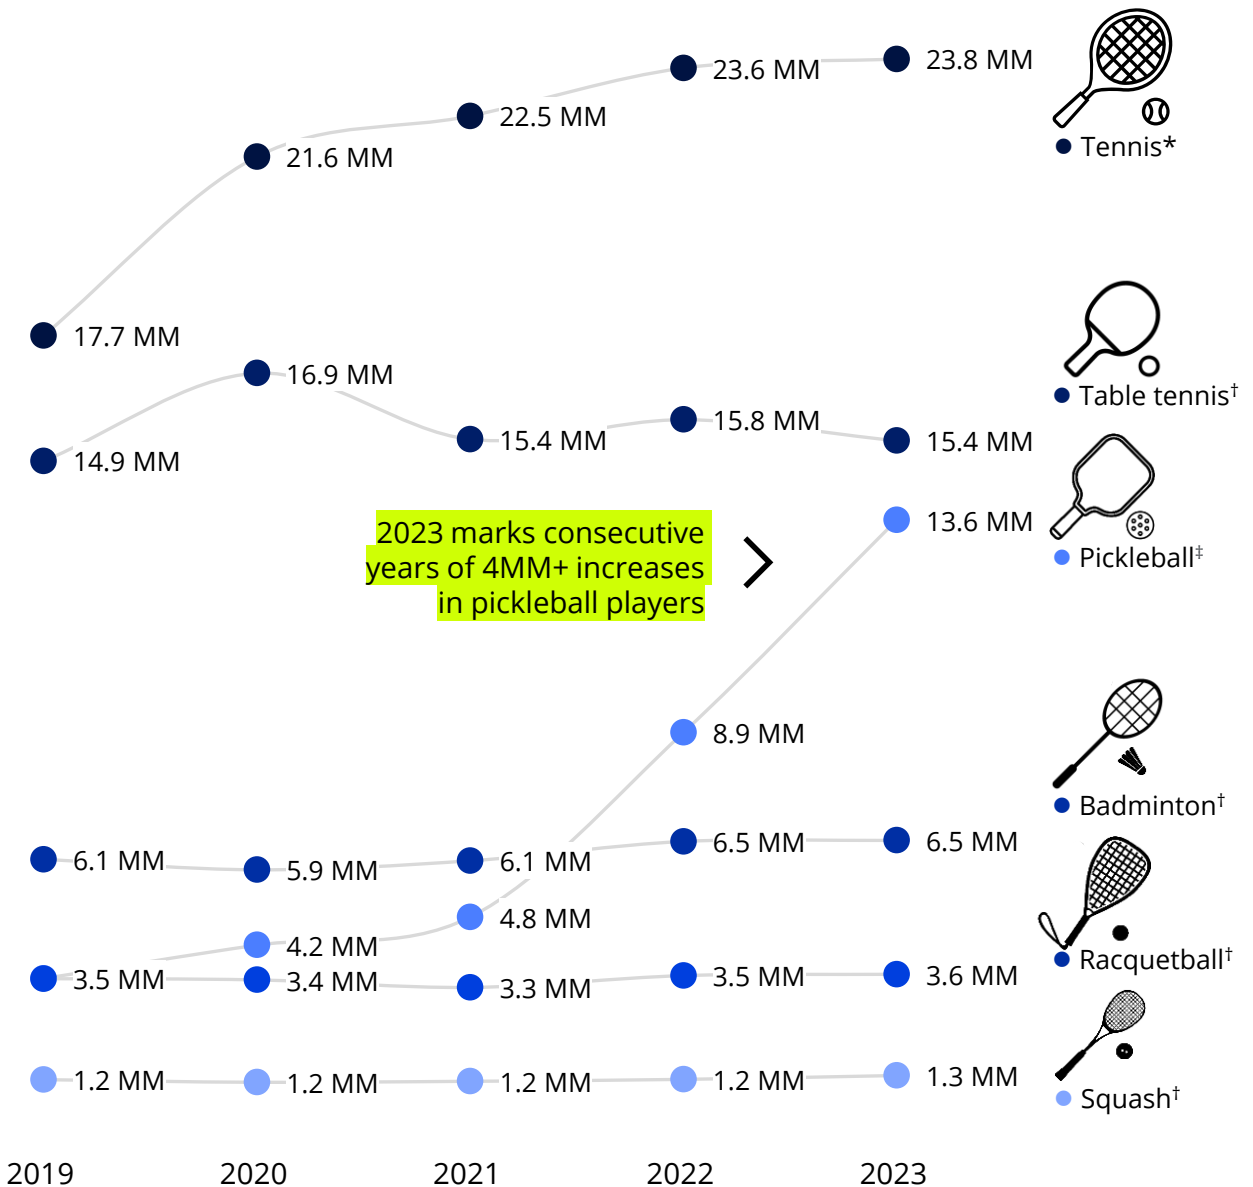 23.6 MM
23.8 MM
22.5 MM
21.6 MM
Tennis*
17.7 MM
16.9 MM
Table tennis†
15.8 MM
15.4 MM
15.4 MM
14.9 MM
13.6 MM
2023 marks consecutive
years of 4MM+ increases
in pickleball players
Pickleball‡
8.9 MM
Badminton†
6.1 MM
5.9 MM
6.1 MM
6.5 MM
6.5 MM
4.8 MM
4.2 MM
Racquetball†
3.5 MM
3.4 MM
3.3 MM
3.5 MM
3.6 MM
1.2 MM
1.2 MM
1.2 MM
1.2 MM
1.3 MM
Squash†
2019
2020
2021
2022
2023